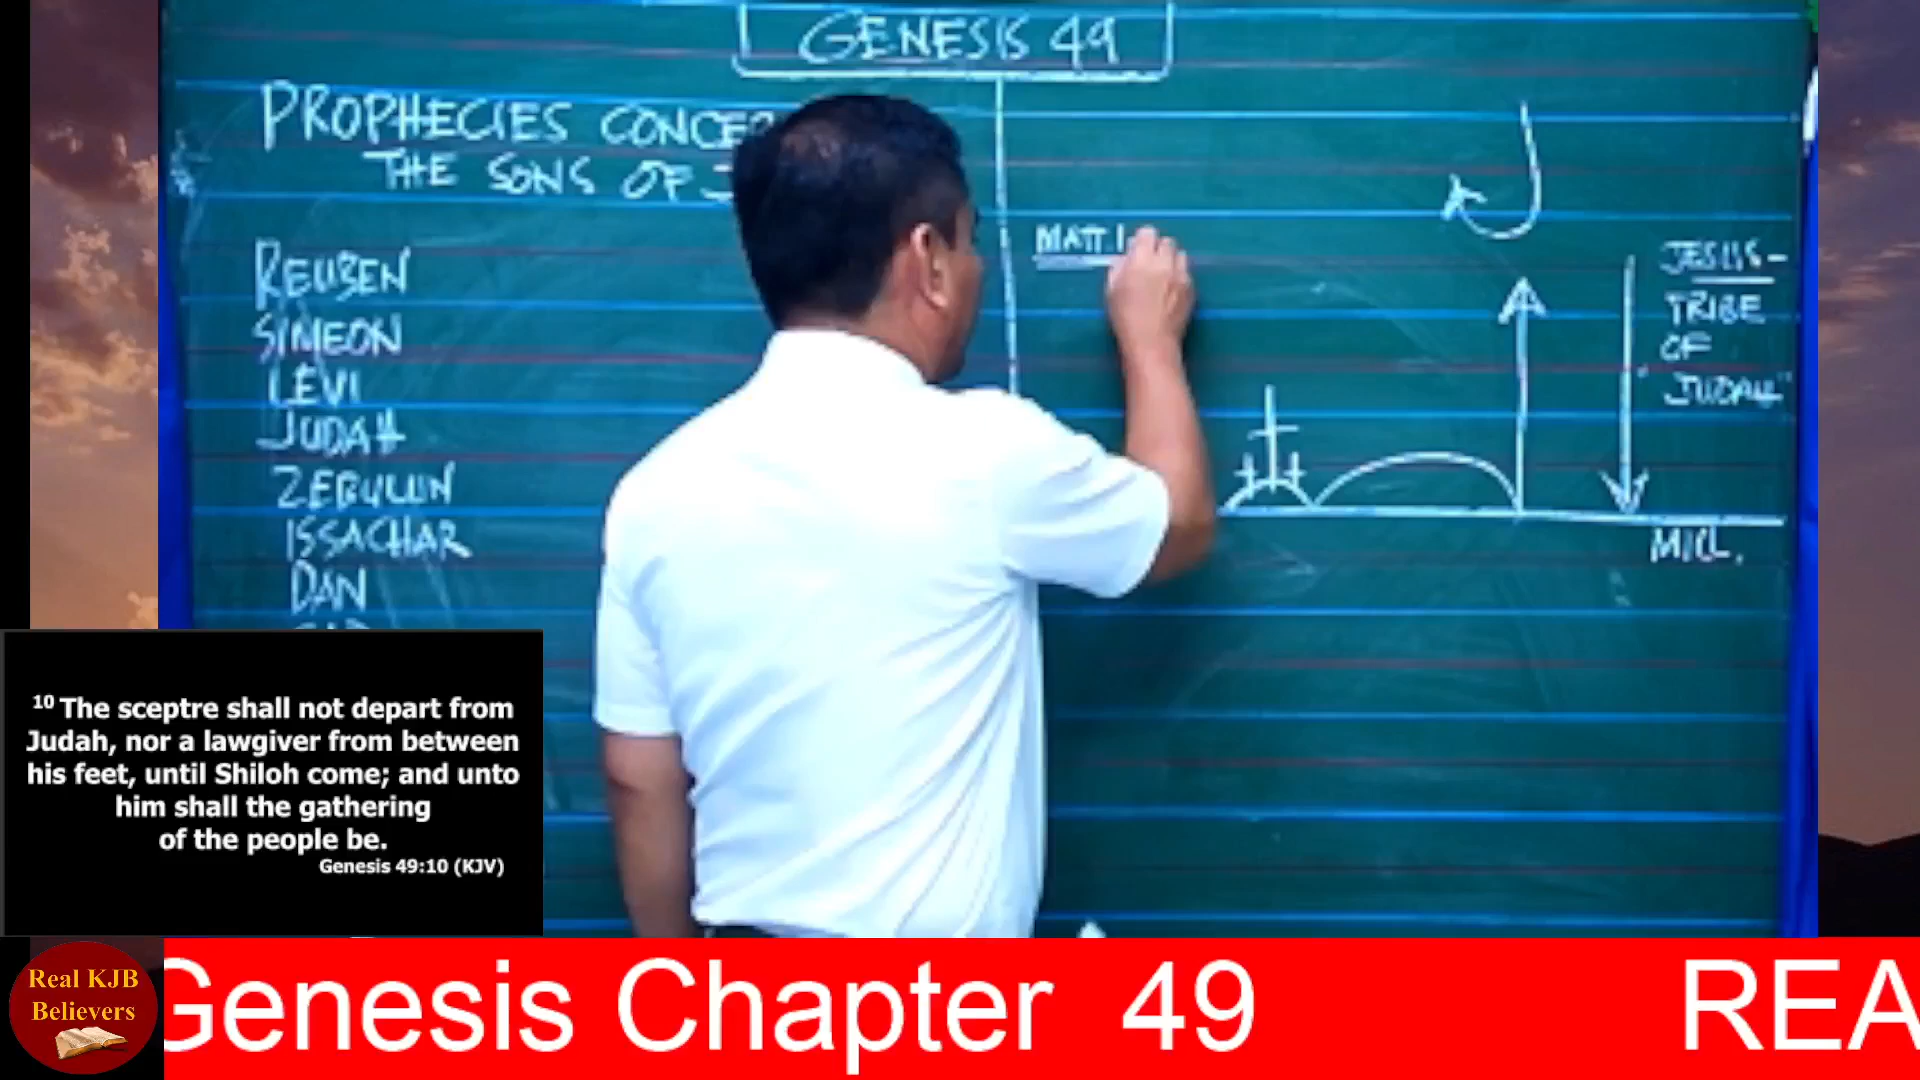 GENESIS 49
PROPHECIES CONCER
THE SONS OF J
REUBEN
SIMEON
LEVI
JUDAH
ZEBULUN
ISSACHAR
DAN
MATT. 1
JESUS -
TRIBE
OF
"JUDAH"
MILL.
10 The sceptre shall not depart from
Judah, nor a lawgiver from between
his feet, until Shiloh come; and unto
him shall the gathering
of the people be.
Genesis 49:10 (KJV)
Real KJB
Believers
Genesis Chapter 49 REA